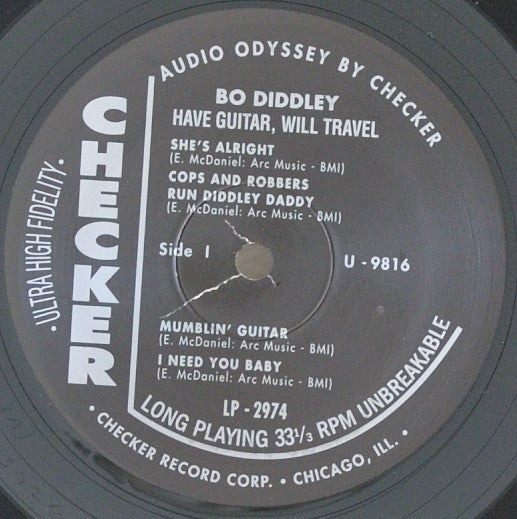 AUDIO ODYSSEY BY CHECKER
CHECKER
· ULTRA HIGH FIDELITY ·
BO DIDDLEY
HAVE GUITAR, WILL TRAVEL
SHE'S ALRIGHT
(E. McDaniel: Arc Music - BMI)
COPS AND ROBBERS
RUN DIDDLEY DADDY
(E. McDaniel: Arc Music - BMI)
Side 1
U - 9816
MUMBLIN' GUITAR
(E. McDaniel: Arc Music - BMI)
I NEED YOU BABY
(E. McDaniel: Arc Music - BMI)
LP - 2974
LONG PLAYING 33⅓ RPM UNBREAKABLE
· CHECKER RECORD CORP. · CHICAGO, ILL. ·